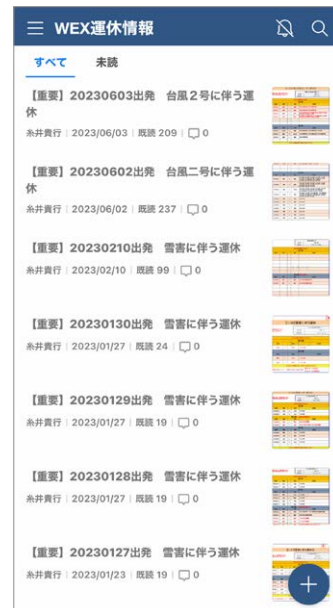 WEX運休情報
すべて 未読
【重要】20230603出発 台風2号に伴う運
休
糸井貴行 | 2023/06/03 | 既読 209 | 0
【重要】20230602出発 台風二号に伴う運
休
糸井貴行 | 2023/06/02 | 既読 237 | 0
【重要】20230210出発 雪害に伴う運休
糸井貴行 | 2023/02/10 | 既読 99 | 0
【重要】20230130出発 雪害に伴う運休
糸井貴行 | 2023/01/27 | 既読 24 | 0
【重要】20230129出発 雪害に伴う運休
糸井貴行 | 2023/01/27 | 既読 19 | 0
【重要】20230128出発 雪害に伴う運休
糸井貴行 | 2023/01/27 | 既読 19 | 0
【重要】20230127出発 雪害に伴う運休
糸井貴行 | 2023/01/23 | 既読 19 | 0